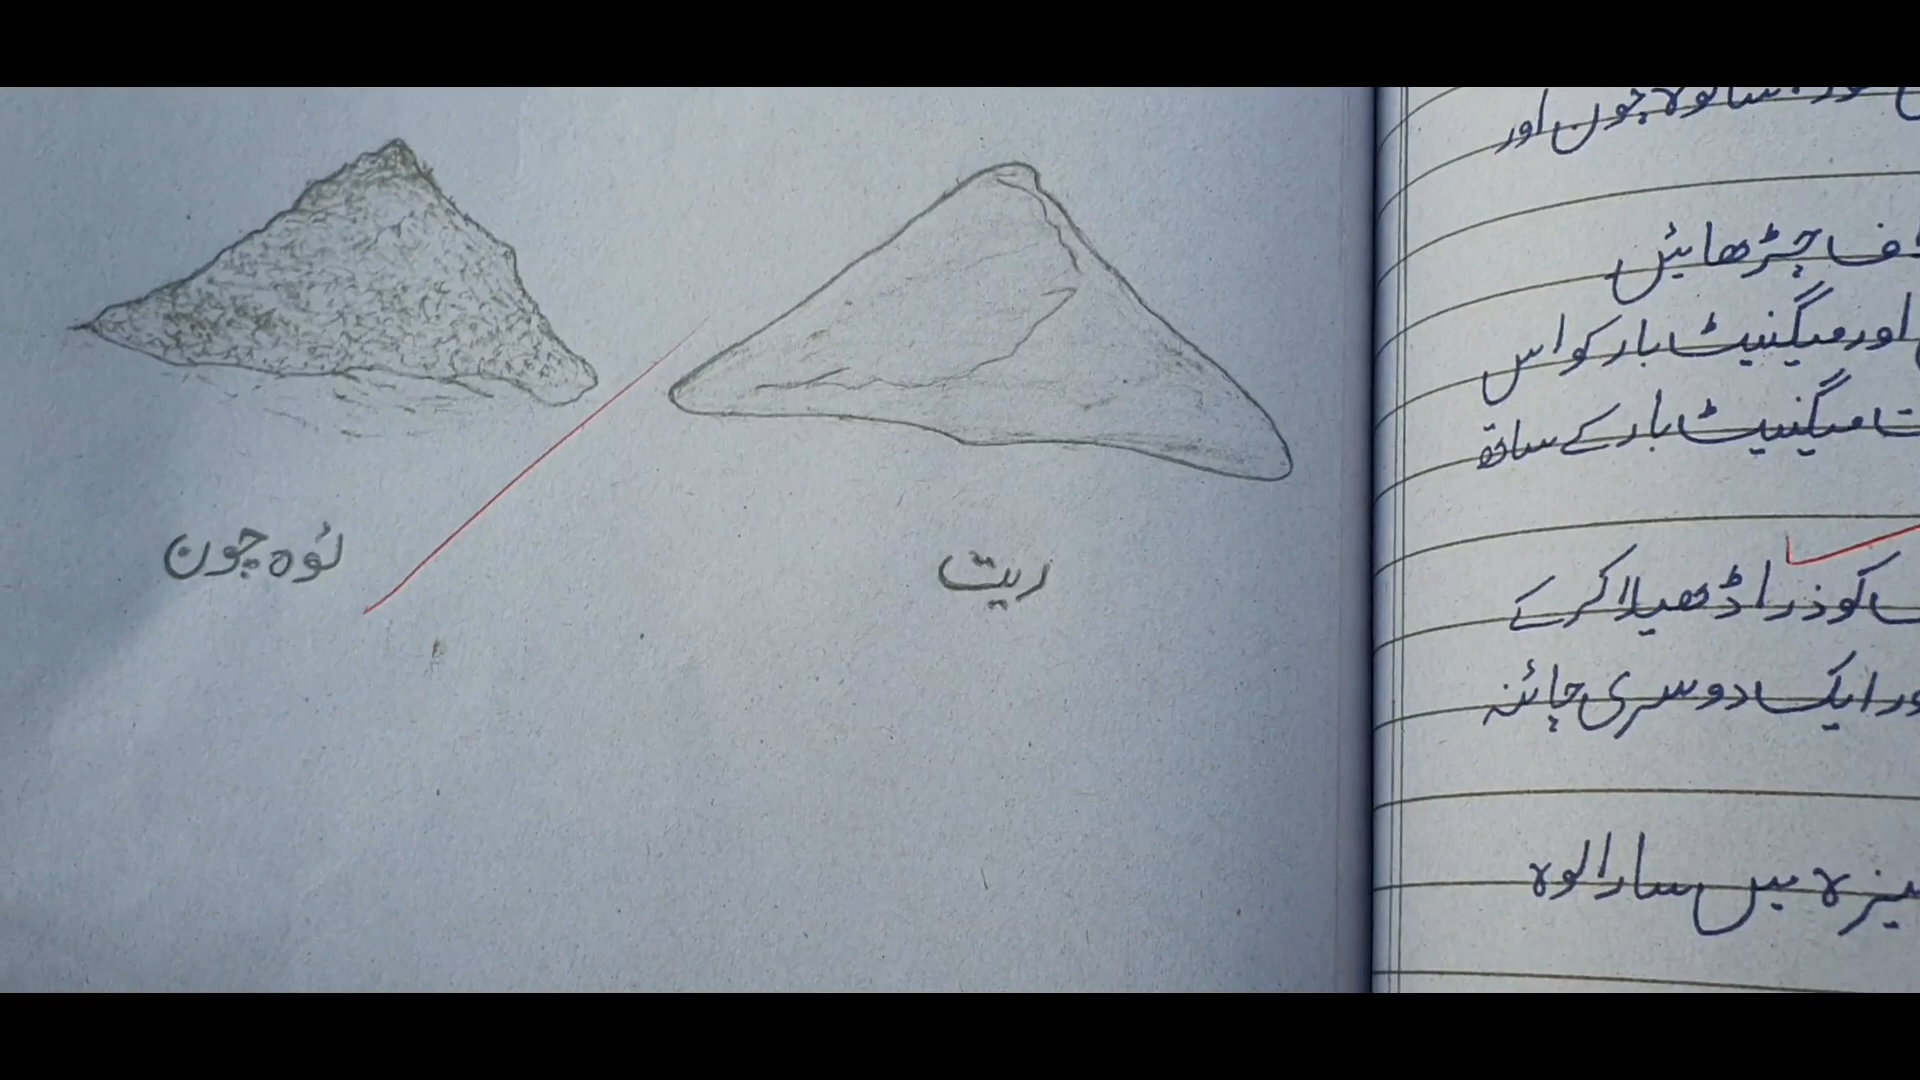 لوہ چون
ریت
لوہ چون اور
چڑھائیں
اور میگنیٹ بار کو اس
میگنیٹ بار کے ساتھ
کو ذرا ڈھیلا کر کے
ایک دوسری چائنہ
میں سارا لوہ